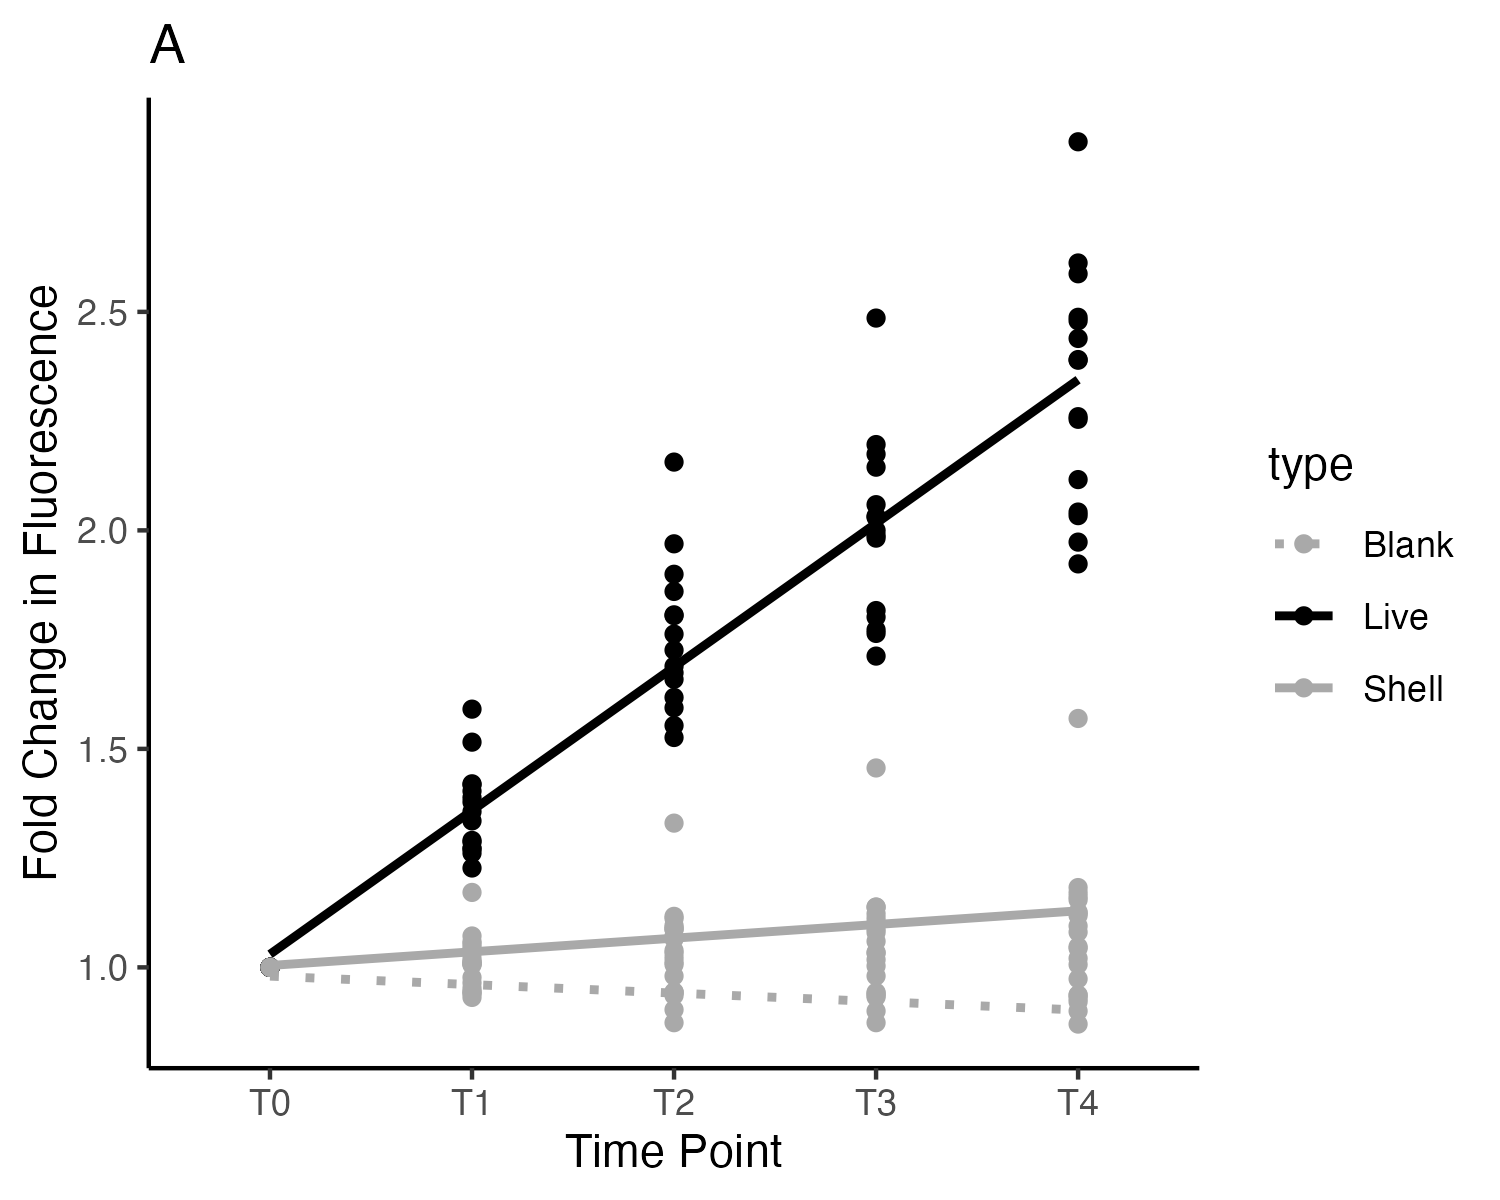 A
Fold Change in Fluorescence
2.5
2.0
1.5
1.0
T0 T1 T2 T3 T4
Time Point
type
Blank
Live
Shell